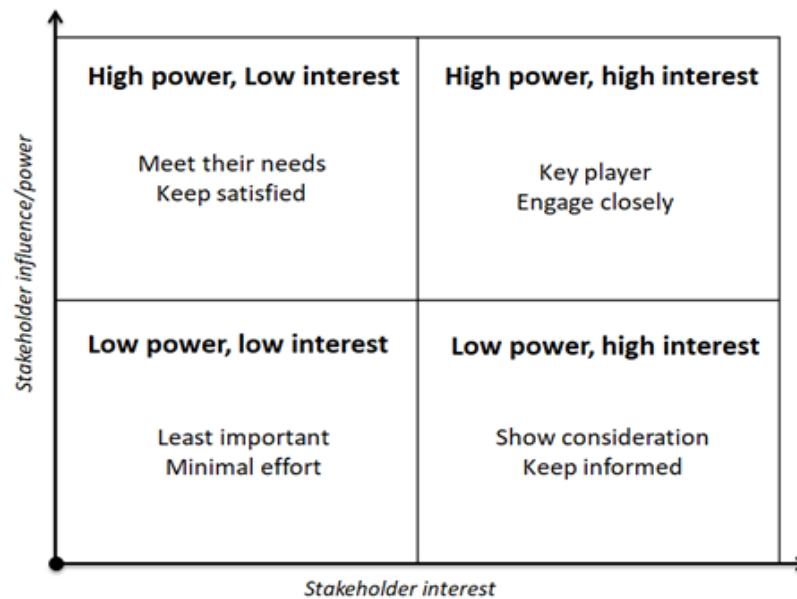 Stakeholder influence/power
High power, Low interest
Meet their needs
Keep satisfied
High power, high interest
Key player
Engage closely
Low power, low interest
Least important
Minimal effort
Low power, high interest
Show consideration
Keep informed
Stakeholder interest